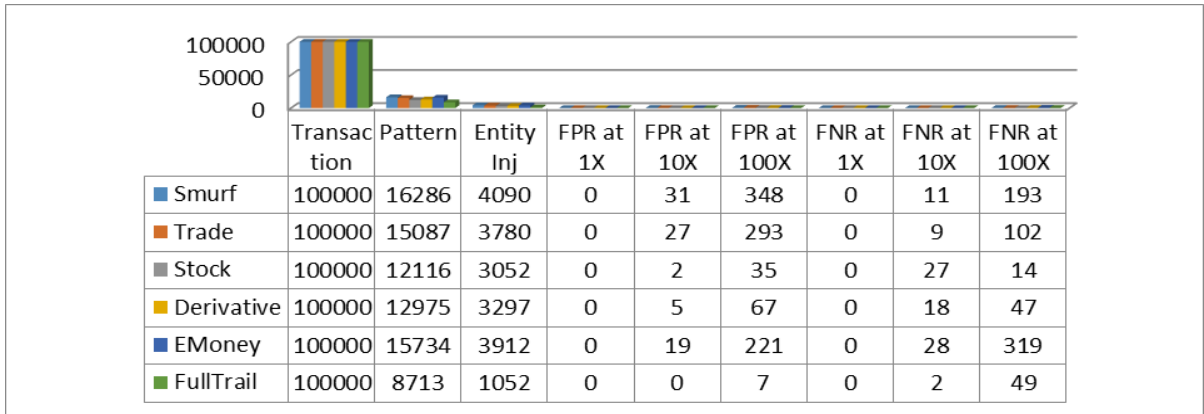 100000
50000
0
Transac Pattern Entity FPR at FPR at FPR at FNR at FNR at FNR at
tion Inj 1X 10X 100X 1X 10X 100X
Smurf 100000 16286 4090 0 31 348 0 11 193
Trade 100000 15087 3780 0 27 293 0 9 102
Stock 100000 12116 3052 0 2 35 0 27 14
Derivative 100000 12975 3297 0 5 67 0 18 47
EMoney 100000 15734 3912 0 19 221 0 28 319
FullTrail 100000 8713 1052 0 0 7 0 2 49